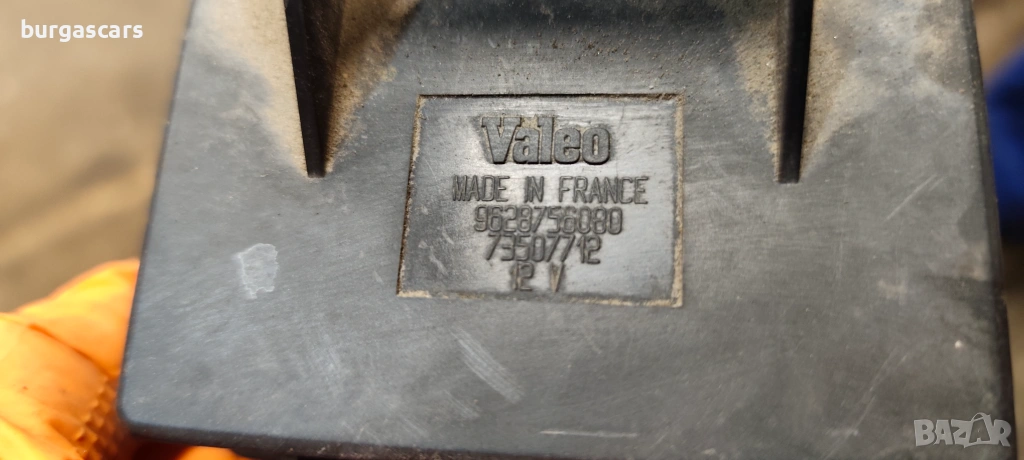 burgascars
Valeo
MADE IN FRANCE
9628756080
73507712
12 V
BAZAR